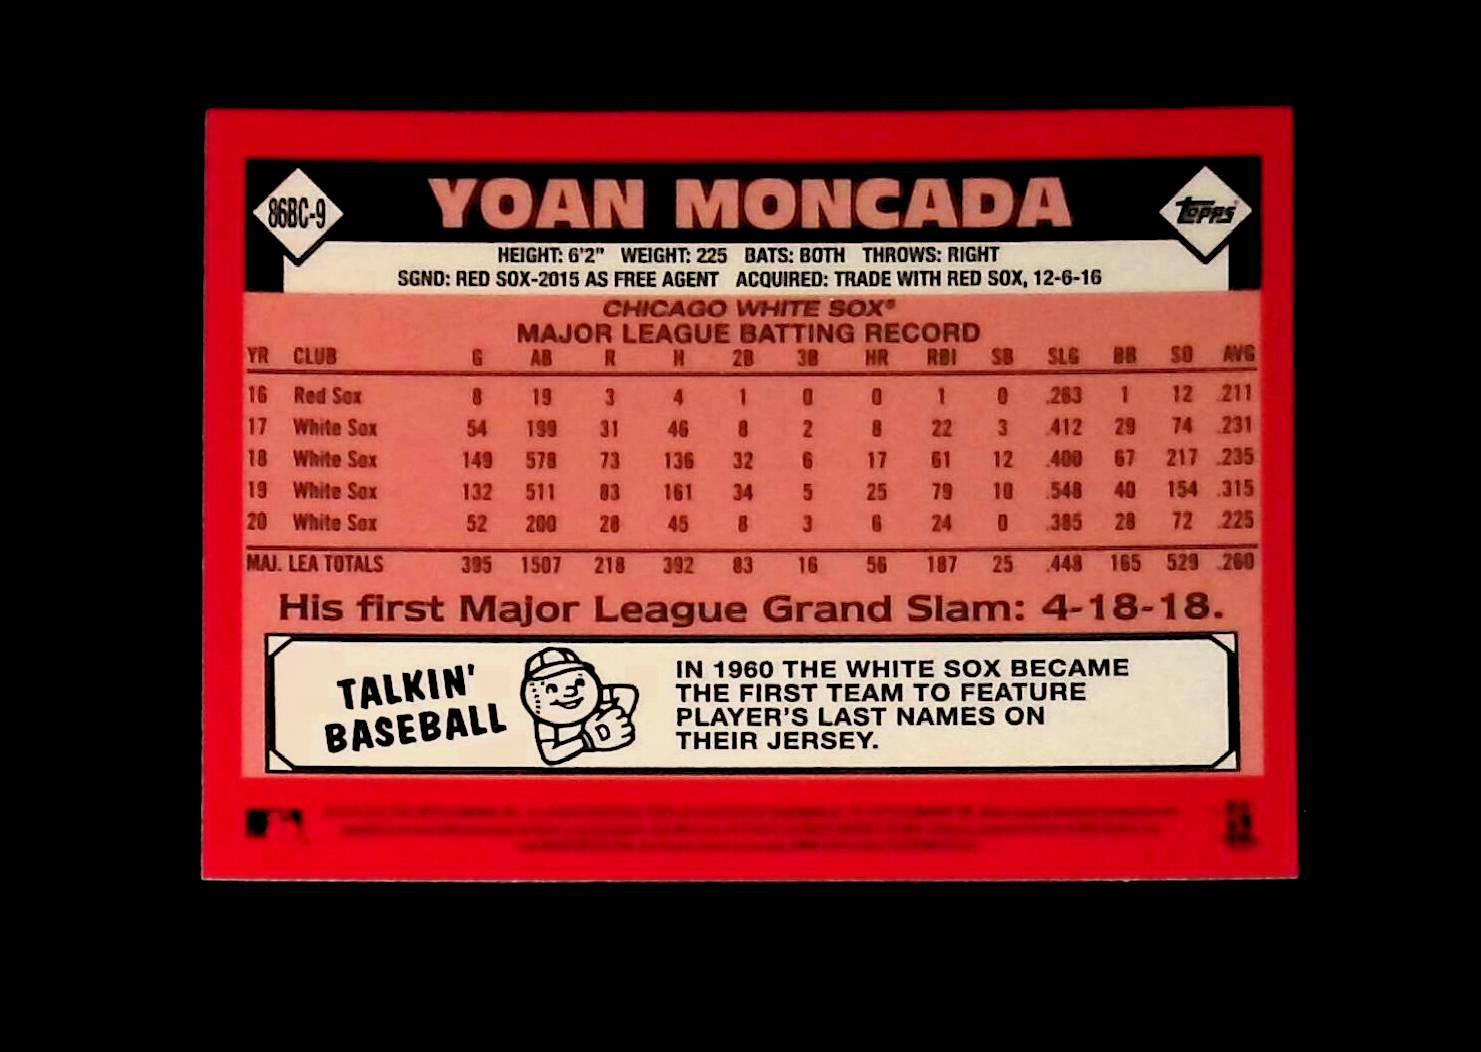 86BC-9
YOAN MONCADA
TOPPS
HEIGHT: 6'2" WEIGHT: 225 BATS: BOTH THROWS: RIGHT
SGND: RED SOX-2015 AS FREE AGENT ACQUIRED: TRADE WITH RED SOX, 12-6-16
CHICAGO WHITE SOX®
MAJOR LEAGUE BATTING RECORD
YR CLUB G AB R H 2B 3B HR RBI SB SLG BB SO AVG
16 Red Sox 8 19 3 4 1 0 0 1 0 .263 1 12 .211
17 White Sox 54 199 31 46 8 2 8 22 3 .412 29 74 .231
18 White Sox 149 578 73 136 32 6 17 61 12 .400 67 217 .235
19 White Sox 132 511 83 161 34 5 25 79 10 .548 40 154 .315
20 White Sox 52 200 28 45 8 3 6 24 0 .385 28 72 .225
MAJ. LEA TOTALS 395 1507 218 392 83 16 56 187 25 .448 165 529 .260
His first Major League Grand Slam: 4-18-18.
TALKIN'
BASEBALL
IN 1960 THE WHITE SOX BECAME
THE FIRST TEAM TO FEATURE
PLAYER'S LAST NAMES ON
THEIR JERSEY.